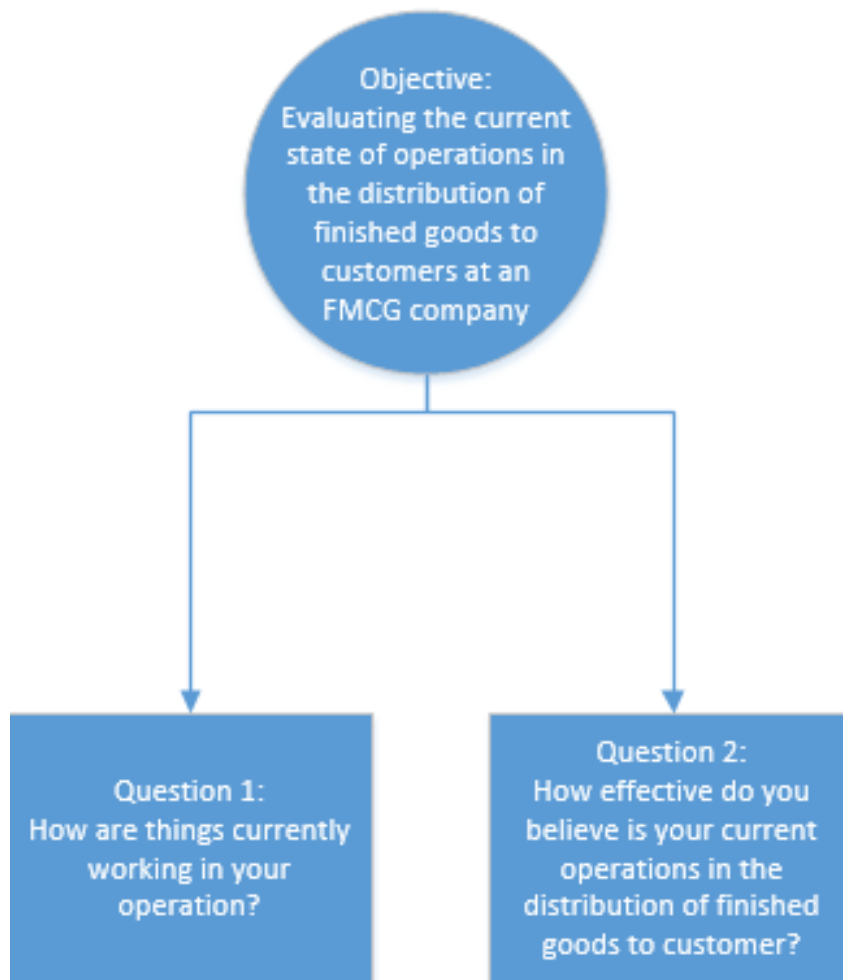 Objective:
Evaluating the current
state of operations in
the distribution of
finished goods to
customers at an
FMCG company
Question 1:
How are things currently
working in your
operation?
Question 2:
How effective do you
believe is your current
operations in the
distribution of finished
goods to customer?